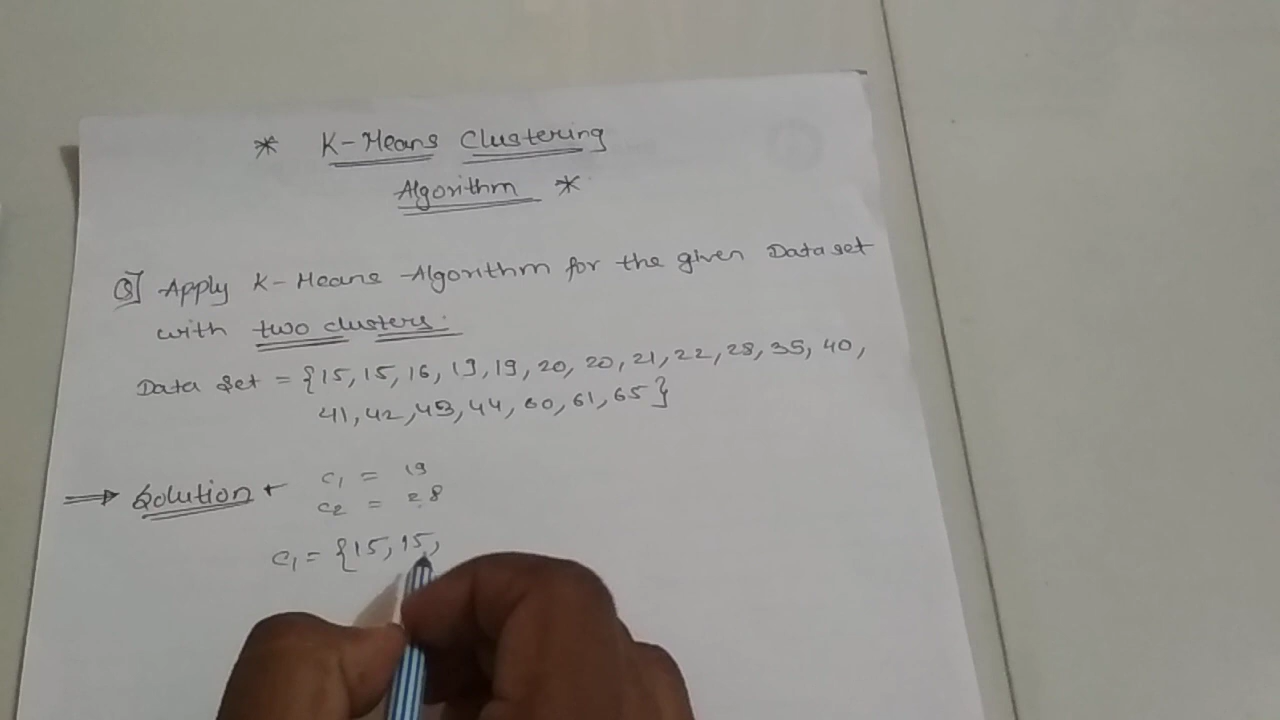 * K-Means Clustering
Algorithm *
Q] Apply K-Means Algorithm for the given Dataset
with two clusters.
Data Set = {15, 15, 16, 19, 19, 20, 20, 21, 22, 28, 35, 40,
41, 42, 43, 44, 60, 61, 65}
⇒ Solution
c1 = 19
c2 = 28
c1 = {15, 15,